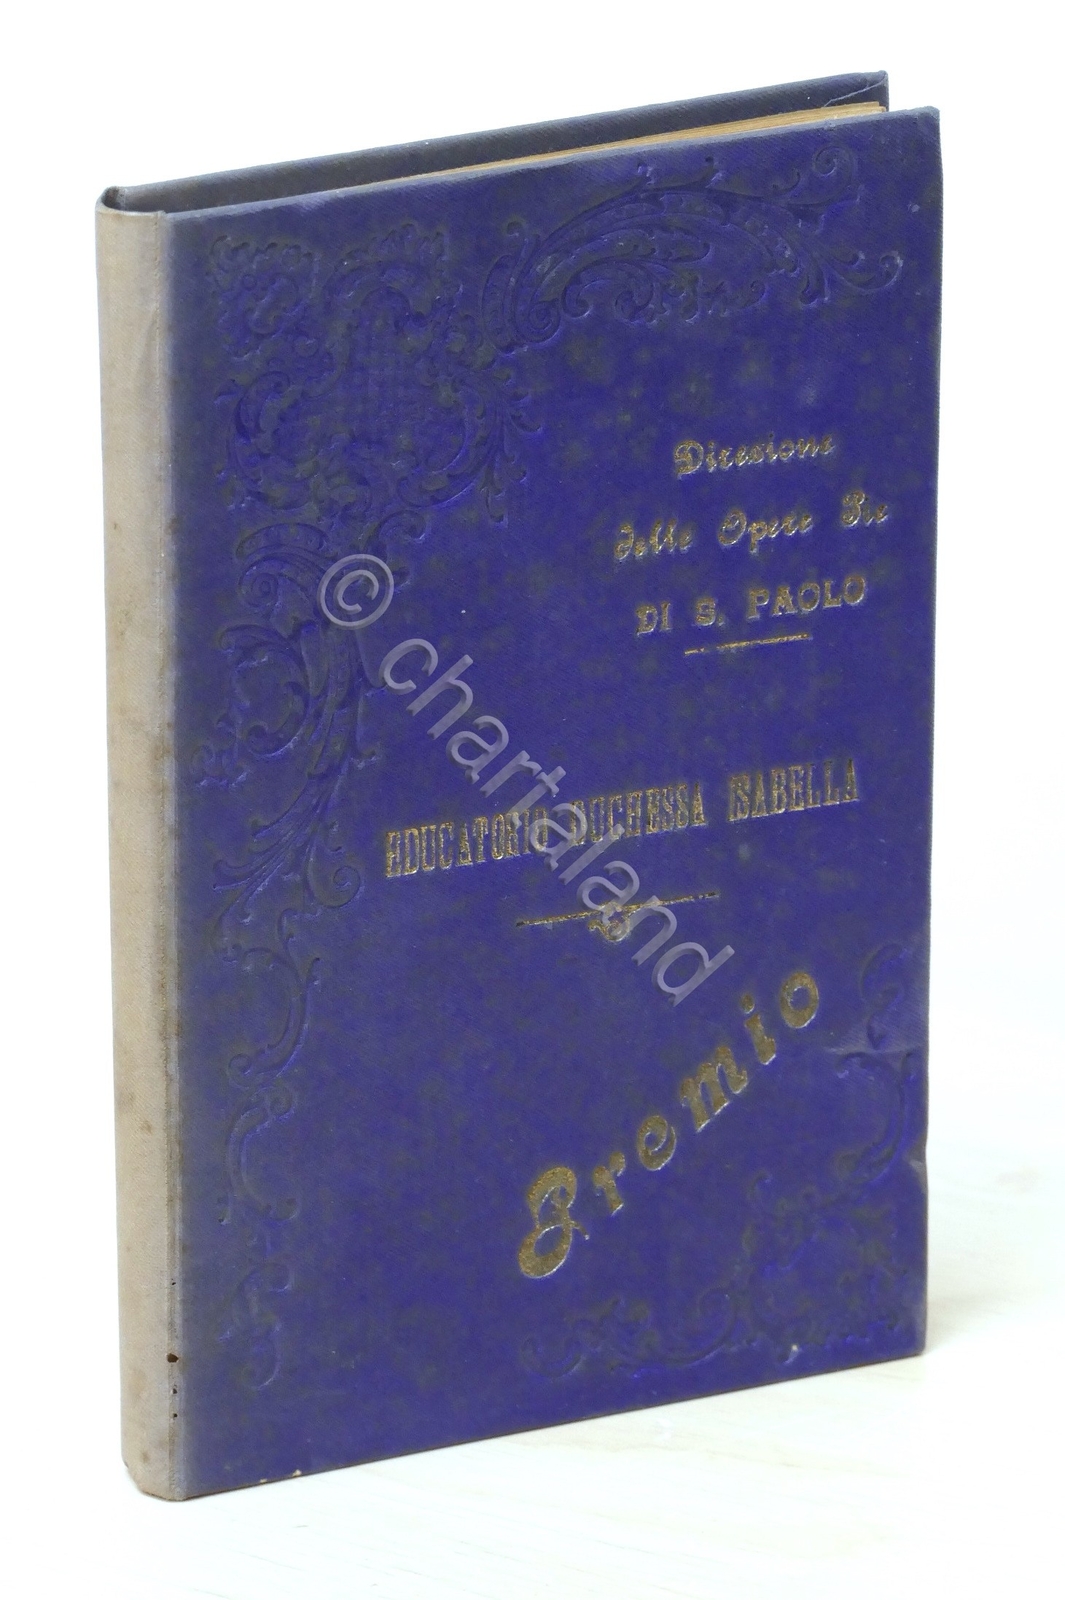 Direzione
delle Opere Pie
DI S. PAOLO
EDUCATORIO DUCHESSA ISABELLA
Premio
© chartaland